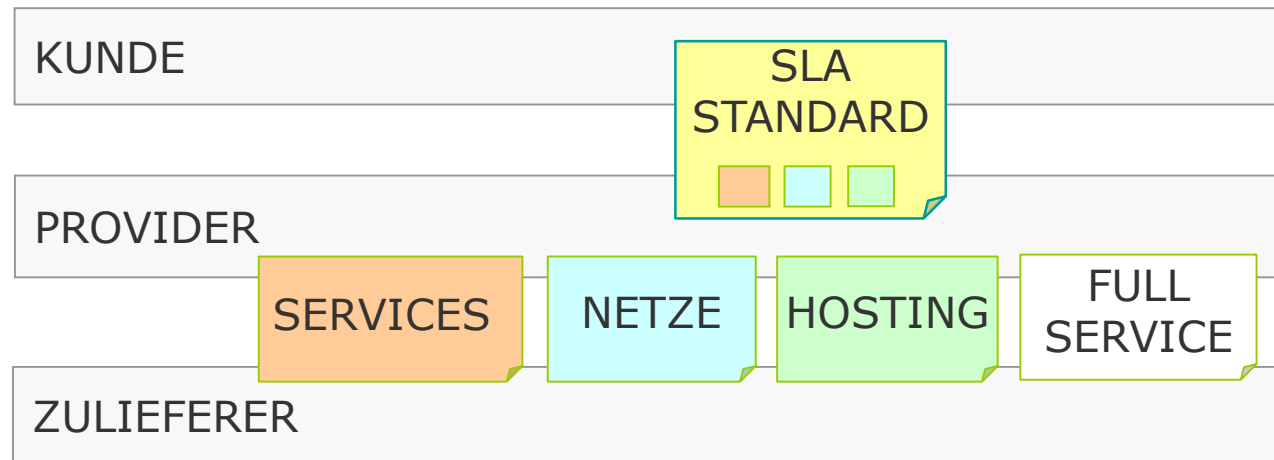 KUNDE
SLA
STANDARD
PROVIDER
SERVICES
NETZE
HOSTING
FULL
SERVICE
ZULIEFERER